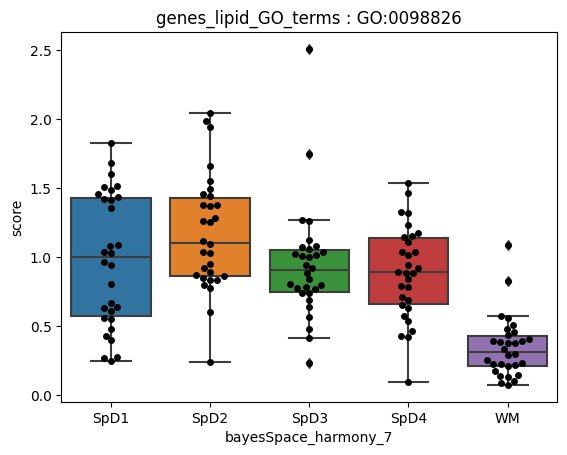 genes_lipid_GO_terms : GO:0098826
2.5
2.0
1.5
1.0
0.5
0.0
score
SpD1 SpD2 SpD3 SpD4 WM
bayesSpace_harmony_7